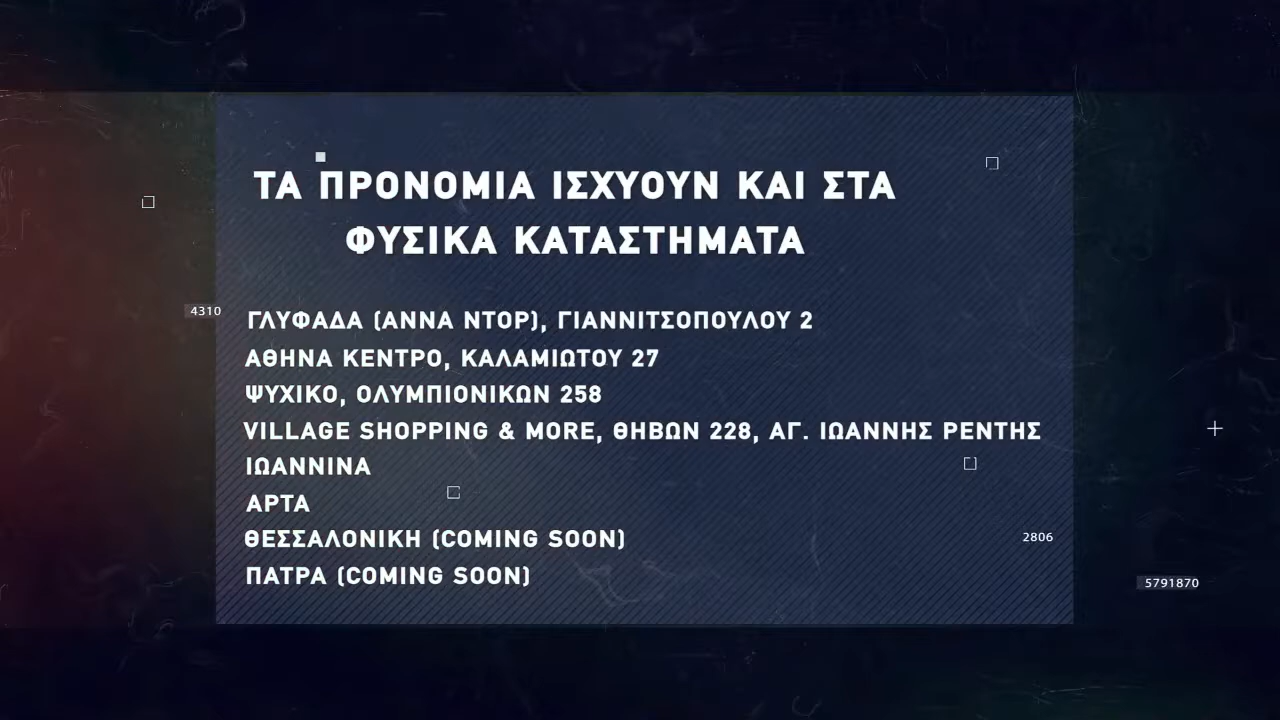 ΤΑ ΠΡΟΝΟΜΙΑ ΙΣΧΥΟΥΝ ΚΑΙ ΣΤΑ
ΦΥΣΙΚΑ ΚΑΤΑΣΤΗΜΑΤΑ
4310
ΓΛΥΦΑΔΑ (ΑΝΝΑ ΝΤΟΡ), ΓΙΑΝΝΙΤΣΟΠΟΥΛΟΥ 2
ΑΘΗΝΑ ΚΕΝΤΡΟ, ΚΑΛΑΜΙΩΤΟΥ 27
ΨΥΧΙΚΟ, ΟΛΥΜΠΙΟΝΙΚΩΝ 258
VILLAGE SHOPPING & MORE, ΘΗΒΩΝ 228, ΑΓ. ΙΩΑΝΝΗΣ ΡΕΝΤΗΣ
ΙΩΑΝΝΙΝΑ
ΑΡΤΑ
ΘΕΣΣΑΛΟΝΙΚΗ (COMING SOON)
2806
ΠΑΤΡΑ (COMING SOON)
5791870